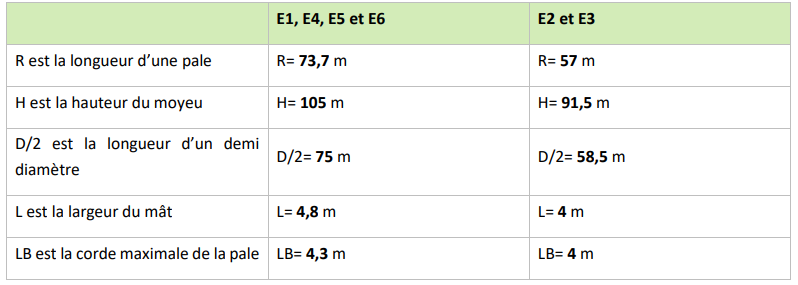 E1, E4, E5 et E6 E2 et E3
R est la longueur d’une pale R= 73,7 m R= 57 m
H est la hauteur du moyeu H= 105 m H= 91,5 m
D/2 est la longueur d’un demi
diamètre D/2= 75 m D/2= 58,5 m
L est la largeur du mât L= 4,8 m L= 4 m
LB est la corde maximale de la pale LB= 4,3 m LB= 4 m